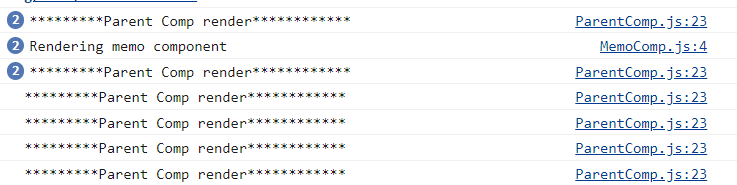 2 *********Parent Comp render************ ParentComp.js:23
2 Rendering memo component MemoComp.js:4
2 *********Parent Comp render************ ParentComp.js:23
*********Parent Comp render************ ParentComp.js:23
*********Parent Comp render************ ParentComp.js:23
*********Parent Comp render************ ParentComp.js:23
*********Parent Comp render************ ParentComp.js:23